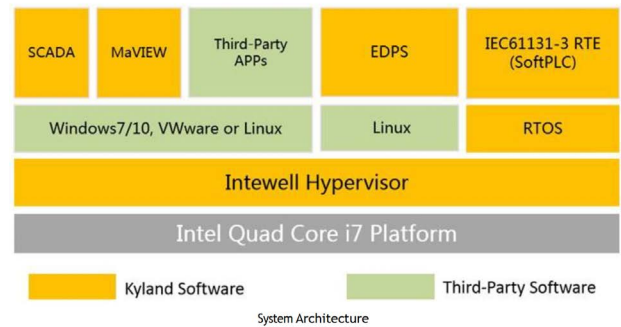 SCADA
MaVIEW
Third-Party
APPs
EDPS
IEC61131-3 RTE
(SoftPLC)
Windows7/10, VWware or Linux
Linux
RTOS
Intewell Hypervisor
Intel Quad Core i7 Platform
Kyland Software
Third-Party Software
System Architecture